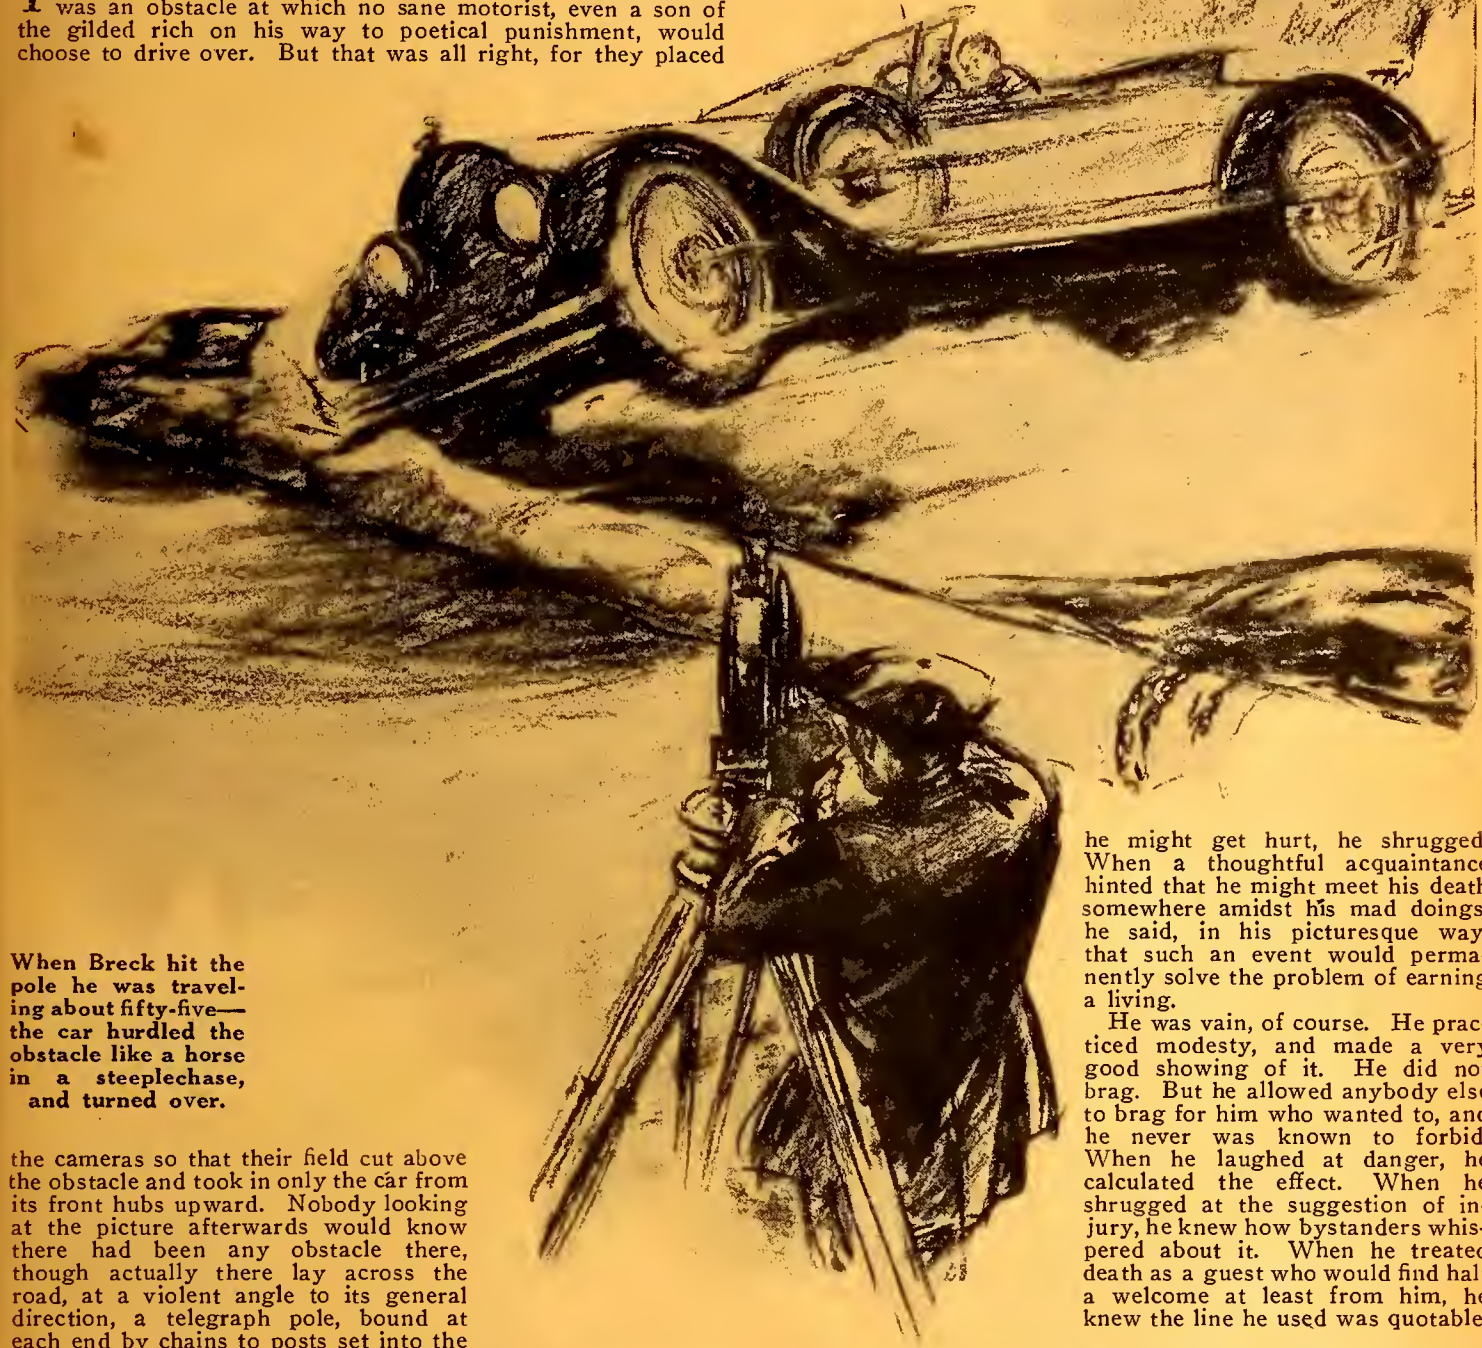 I was an obstacle at which no sane motorist, even a son of
the gilded rich on his way to poetical punishment, would
choose to drive over. But that was all right, for they placed
When Breck hit the
pole he was travel-
ing about fifty-five—
the car hurdled the
obstacle like a horse
in a steeplechase,
and turned over.
the cameras so that their field cut above
the obstacle and took in only the car from
its front hubs upward. Nobody looking
at the picture afterwards would know
there had been any obstacle there,
though actually there lay across the
road, at a violent angle to its general
direction, a telegraph pole, bound at
each end by chains to posts set into the
he might get hurt, he shrugged
When a thoughtful acquaintance
hinted that he might meet his death
somewhere amidst his mad doings
he said, in his picturesque way
that such an event would perma-
nently solve the problem of earning
a living.
He was vain, of course. He prac-
ticed modesty, and made a very
good showing of it. He did no
brag. But he allowed anybody else
to brag for him who wanted to, and
he never was known to forbid
When he laughed at danger, he
calculated the effect. When he
shrugged at the suggestion of in-
jury, he knew how bystanders whis-
pered about it. When he treated
death as a guest who would find hal
a welcome at least from him, he
knew the line he used was quotable